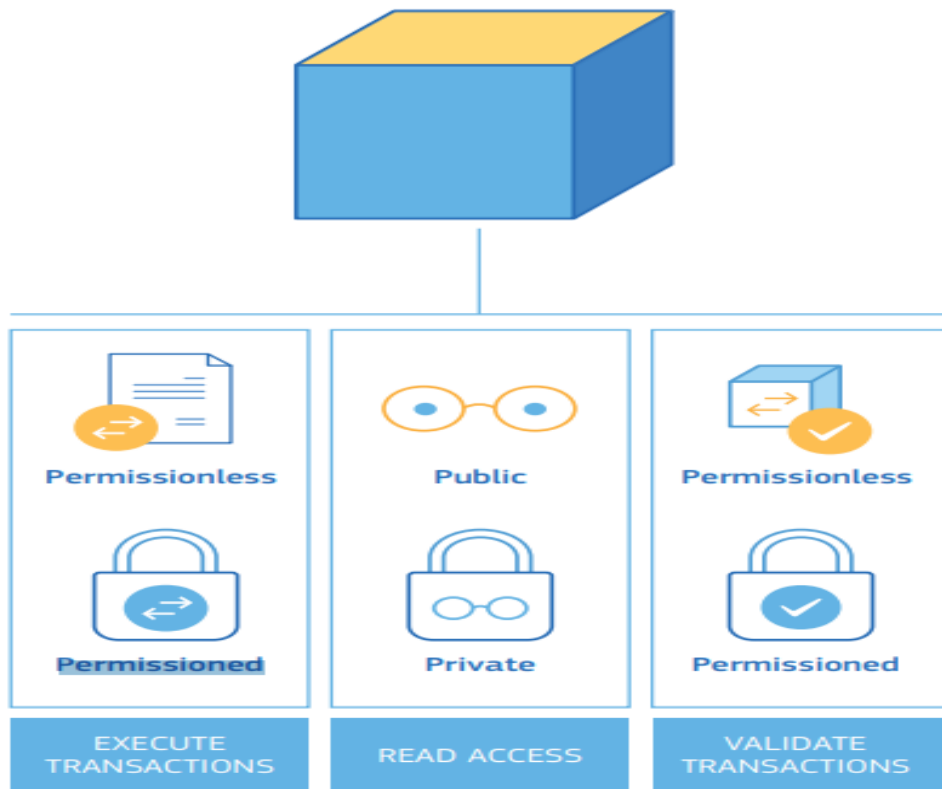 Permissionless
Public
Permissionless
Permissioned
Private
Permissioned
EXECUTE
TRANSACTIONS
READ ACCESS
VALIDATE
TRANSACTIONS